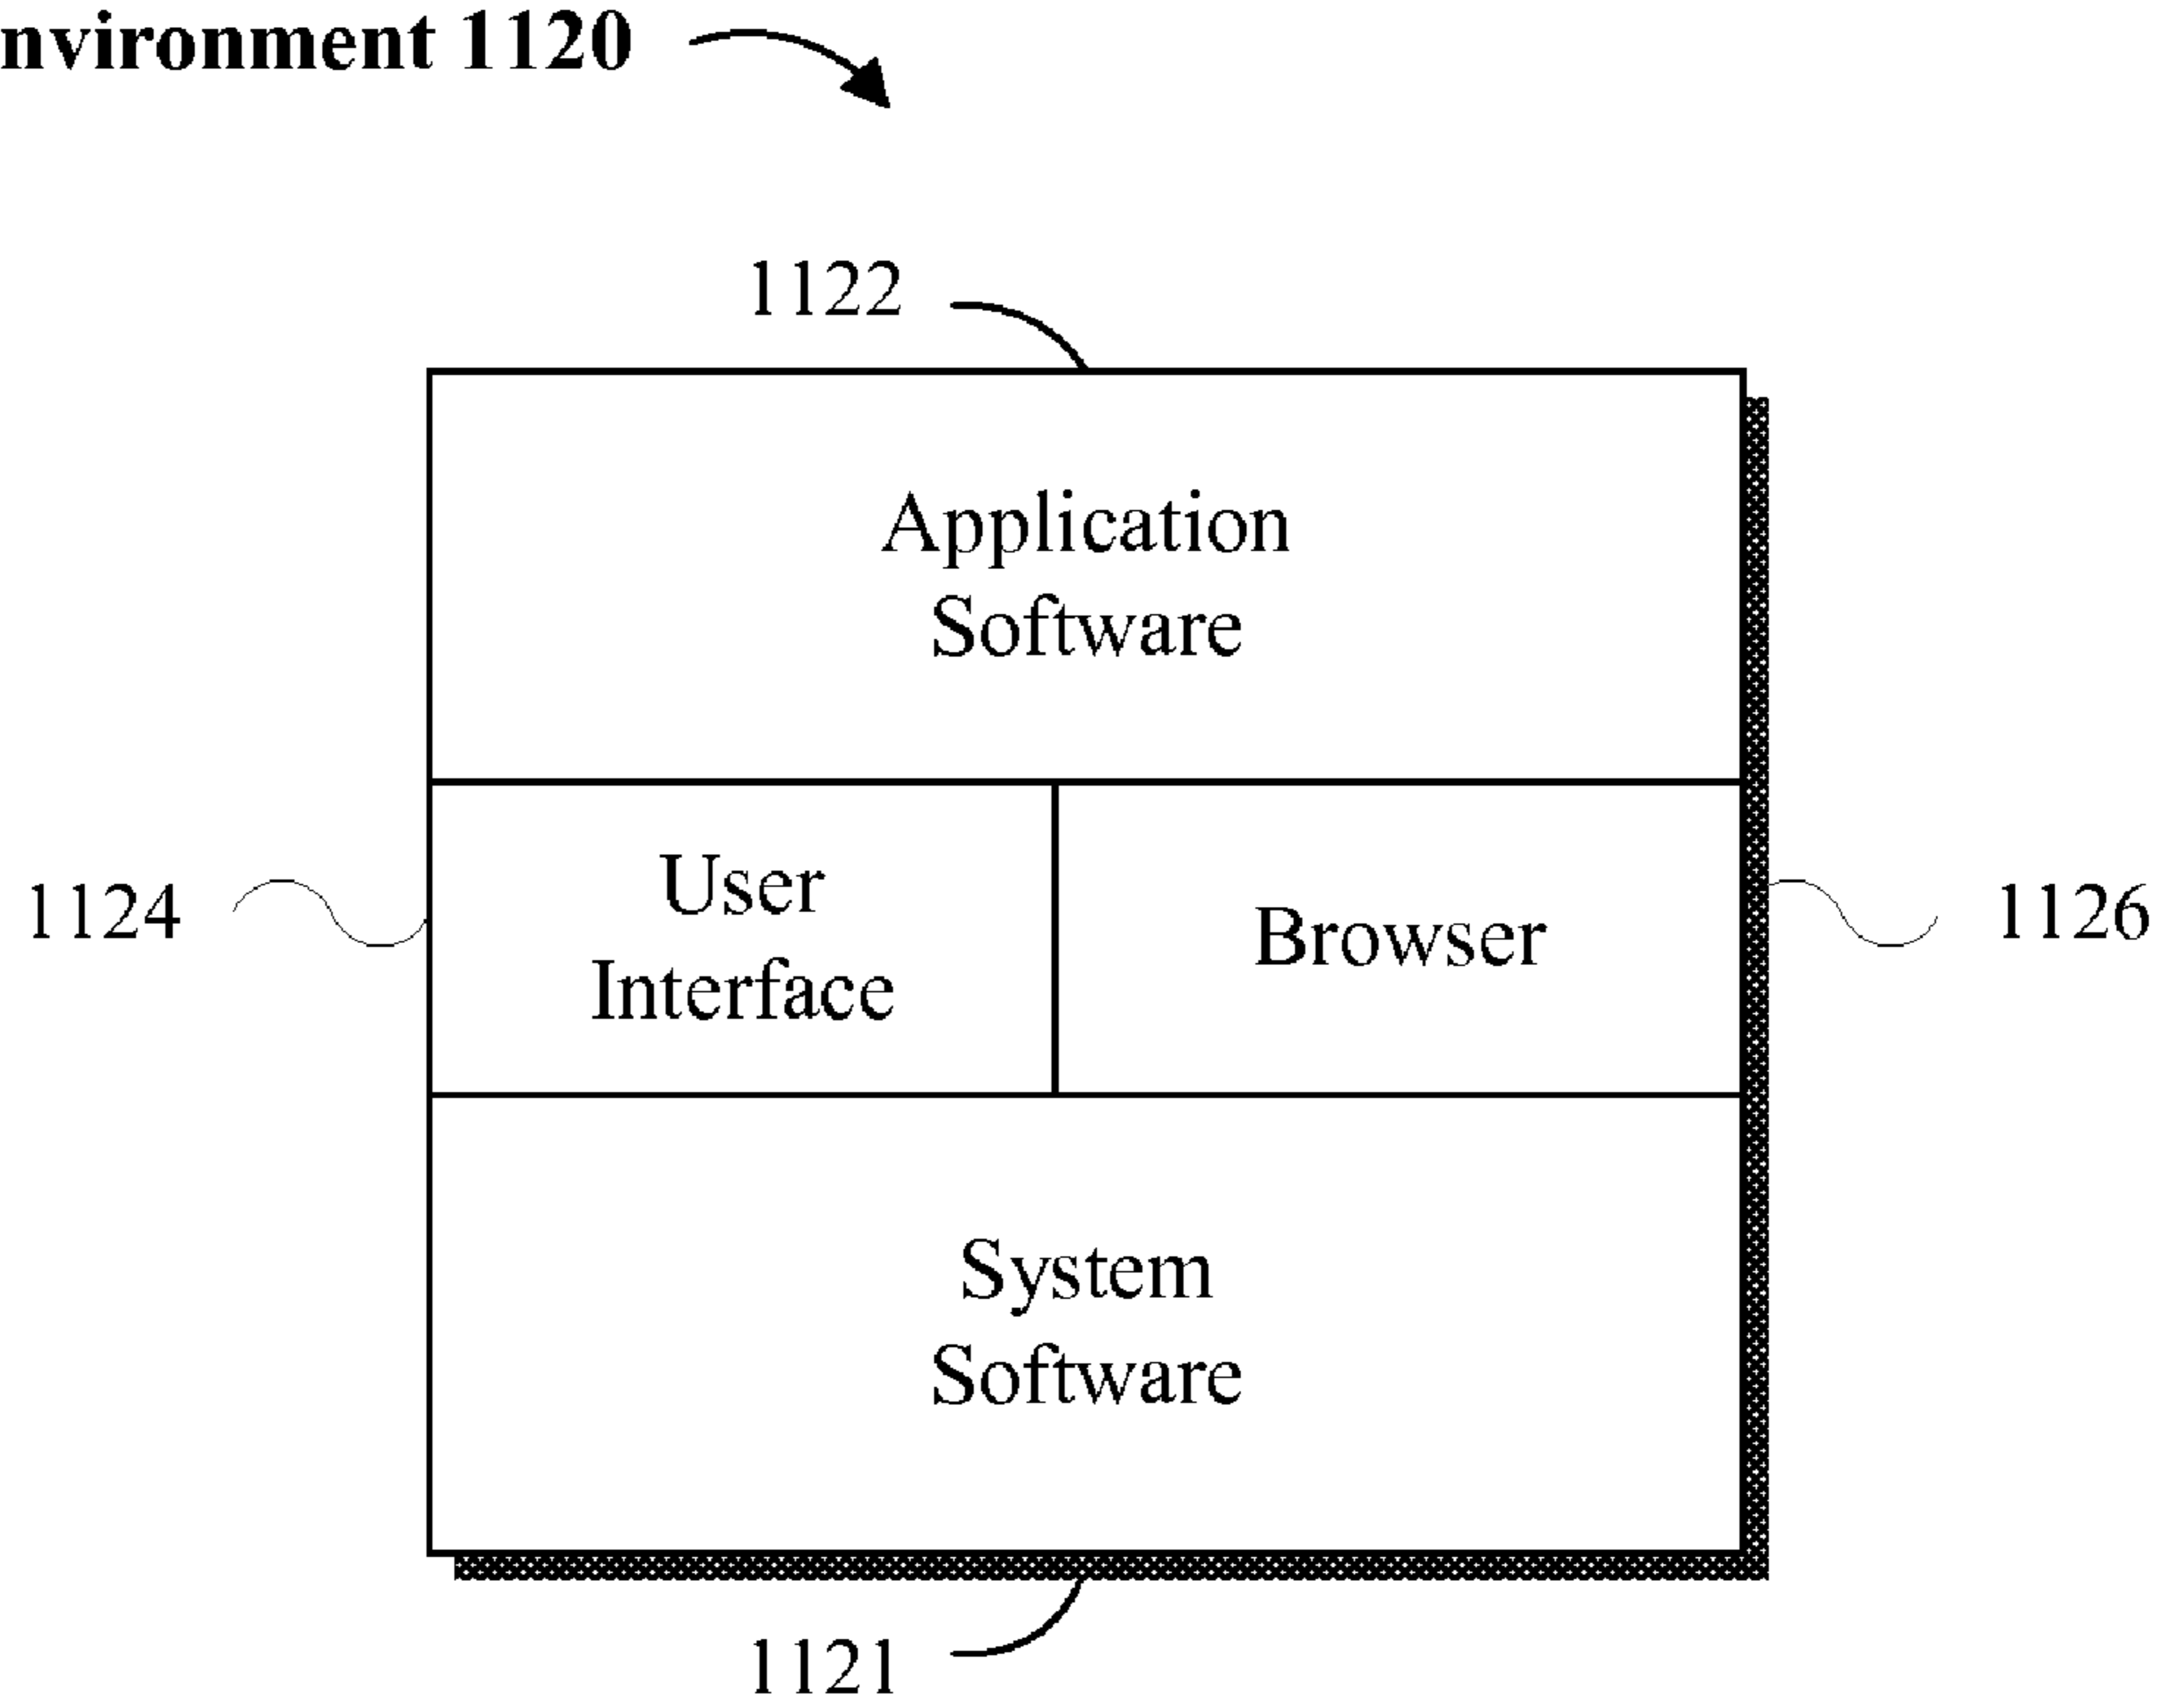 nvironment 1120
1122
Application
Software
1124
User
Interface
Browser
1126
System
Software
1121